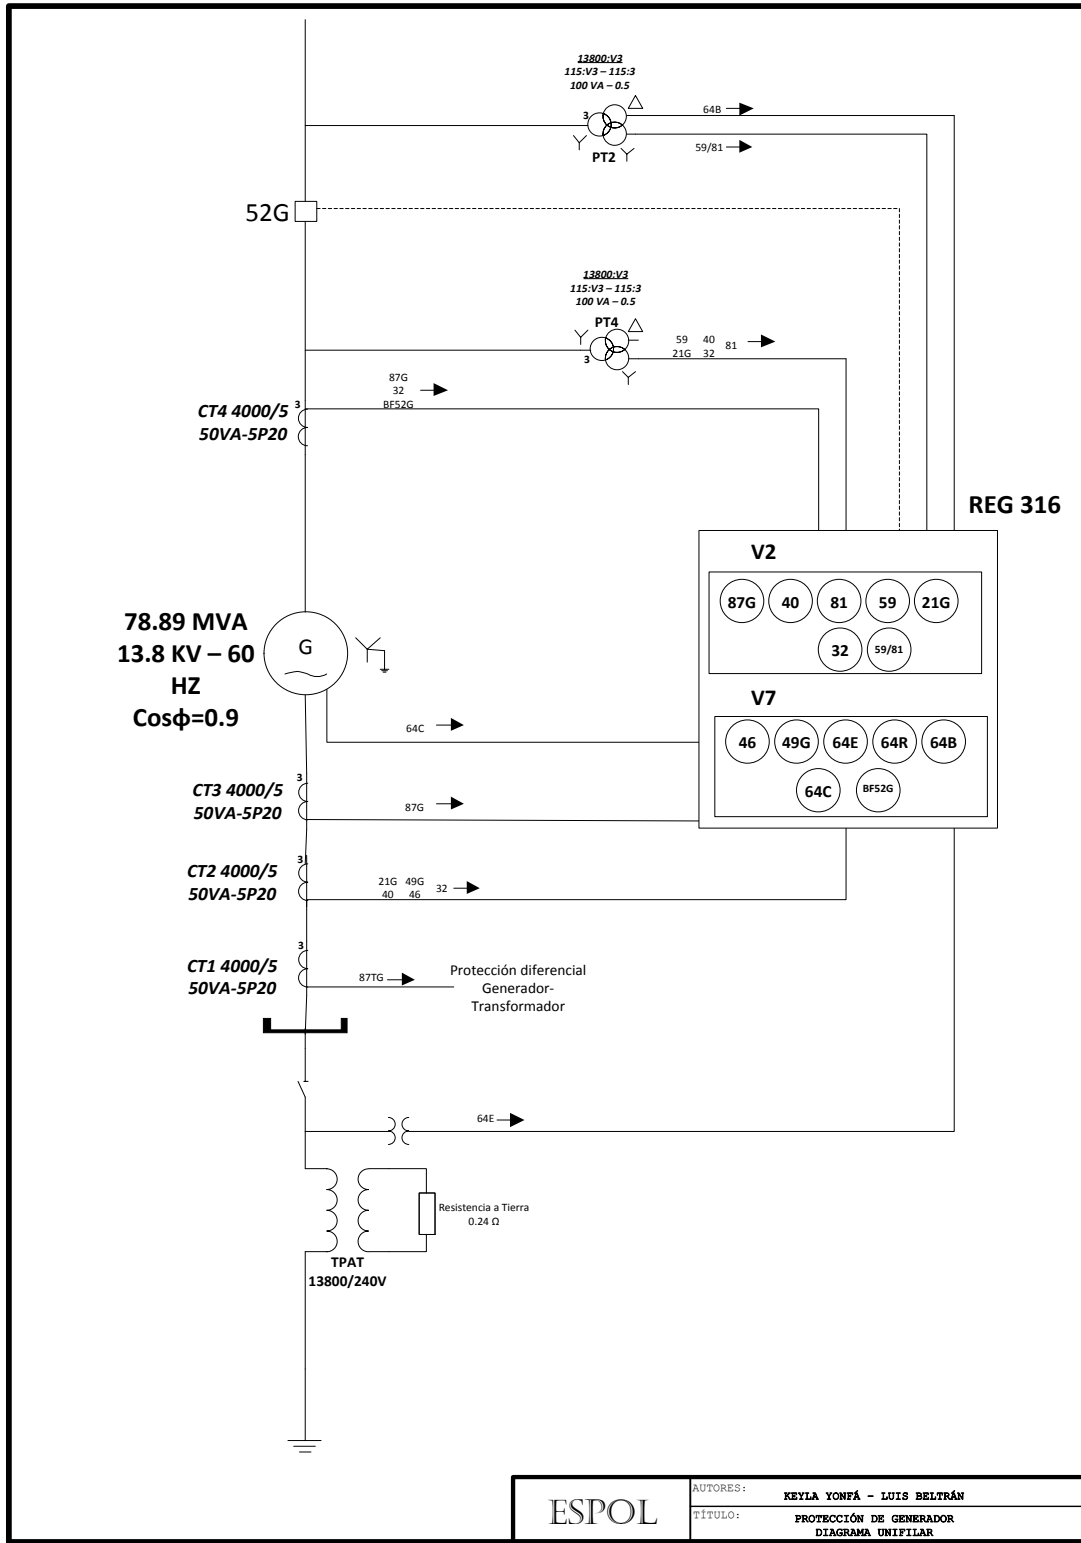 13800:V3
115:V3 – 115:3
100 VA – 0.5
3
PT2
64B
59/81
52G
13800:V3
115:V3 – 115:3
100 VA – 0.5
PT4
3
59 40
81
21G 32
87G
32
BF52G
CT4 4000/5
3
50VA-5P20
REG 316
V2
87G 40 81 59 21G
32 59/81
V7
46 49G 64E 64R 64B
64C BF52G
78.89 MVA
13.8 KV – 60
HZ
Cosϕ=0.9
G
64C
CT3 4000/5
3
50VA-5P20
87G
CT2 4000/5
3
50VA-5P20
21G 49G
32
40 46
CT1 4000/5
3
50VA-5P20
87TG
Protección diferencial
Generador-
Transformador
64E
Resistencia a Tierra
0.24 Ω
TPAT
13800/240V
ESPOL
AUTORES:
KEYLA YONFÁ – LUIS BELTRÁN
TÍTULO:
PROTECCIÓN DE GENERADOR
DIAGRAMA UNIFILAR